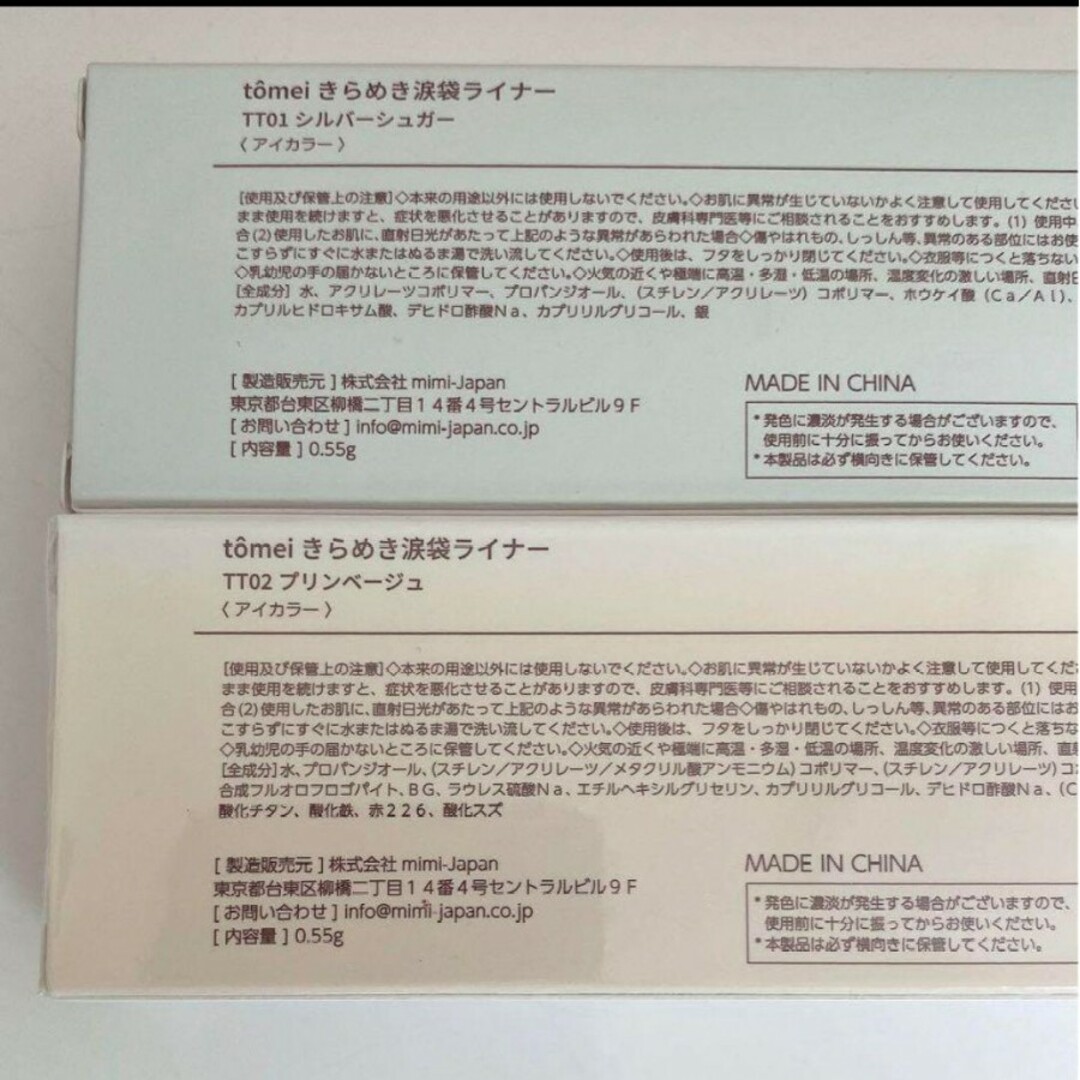 tômei きらめき涙袋ライナー
TT01 シルバーシュガー
〈 アイカラー 〉
[使用及び保管上の注意]◇本来の用途以外には使用しないでください。◇お肌に異常が生じていないかよく注意して使用してくださ
まま使用を続けますと、症状を悪化させることがありますので、皮膚科専門医等にご相談されることをおすすめします。(1) 使用中
合(2)使用したお肌に、直射日光があたって上記のような異常があらわれた場合◇傷やはれもの、しっしん等、異常のある部位にはお使
こすらずにすぐに水またはぬるま湯で洗い流してください。◇使用後は、フタをしっかり閉じてください。◇衣服等につくと落ちない
◇乳幼児の手の届かないところに保管してください。◇火気の近くや極端に高温・多湿・低温の場所、温度変化の激しい場所、直射日
[全成分] 水、アクリレーツコポリマー、プロパンジオール、(スチレン／アクリレーツ) コポリマー、ホウケイ酸 (Ca／Al)、
カプリルヒドロキサム酸、デヒドロ酢酸Na、カプリリルグリコール、銀
[ 製造販売元 ] 株式会社 mimi-Japan
東京都台東区柳橋二丁目１４番４号セントラルビル９F
[ お問い合わせ ] info@mimi-japan.co.jp
[ 内容量 ] 0.55g
MADE IN CHINA
*発色に濃淡が発生する場合がございますので、
使用前に十分に振ってからお使いください。
*本製品は必ず横向きに保管してください。
tômei きらめき涙袋ライナー
TT02 プリンベージュ
〈 アイカラー 〉
[使用及び保管上の注意]◇本来の用途以外には使用しないでください。◇お肌に異常が生じていないかよく注意して使用してくだ
まま使用を続けますと、症状を悪化させることがありますので、皮膚科専門医等にご相談されることをおすすめします。(1) 使用
合(2)使用したお肌に、直射日光があたって上記のような異常があらわれた場合◇傷やはれもの、しっしん等、異常のある部位にはお
こすらずにすぐに水またはぬるま湯で洗い流してください。◇使用後は、フタをしっかり閉じてください。◇衣服等につくと落ちな
◇乳幼児の手の届かないところに保管してください。◇火気の近くや極端に高温・多湿・低温の場所、温度変化の激しい場所、直射
[全成分] 水、プロパンジオール、(スチレン／アクリレーツ／メタクリル酸アンモニウム) コポリマー、(スチレン／アクリレーツ) コ
合成フルオロフロゴパイト、BG、ラウレス硫酸Na、エチルヘキシルグリセリン、カプリリルグリコール、デヒドロ酢酸Na、(C
酸化チタン、酸化鉄、赤２２６、酸化スズ
[ 製造販売元 ] 株式会社 mimi-Japan
東京都台東区柳橋二丁目１４番４号セントラルビル９F
[ お問い合わせ ] info@mimi-japan.co.jp
[ 内容量 ] 0.55g
MADE IN CHINA
*発色に濃淡が発生する場合がございますので、
使用前に十分に振ってからお使いください。
*本製品は必ず横向きに保管してください。